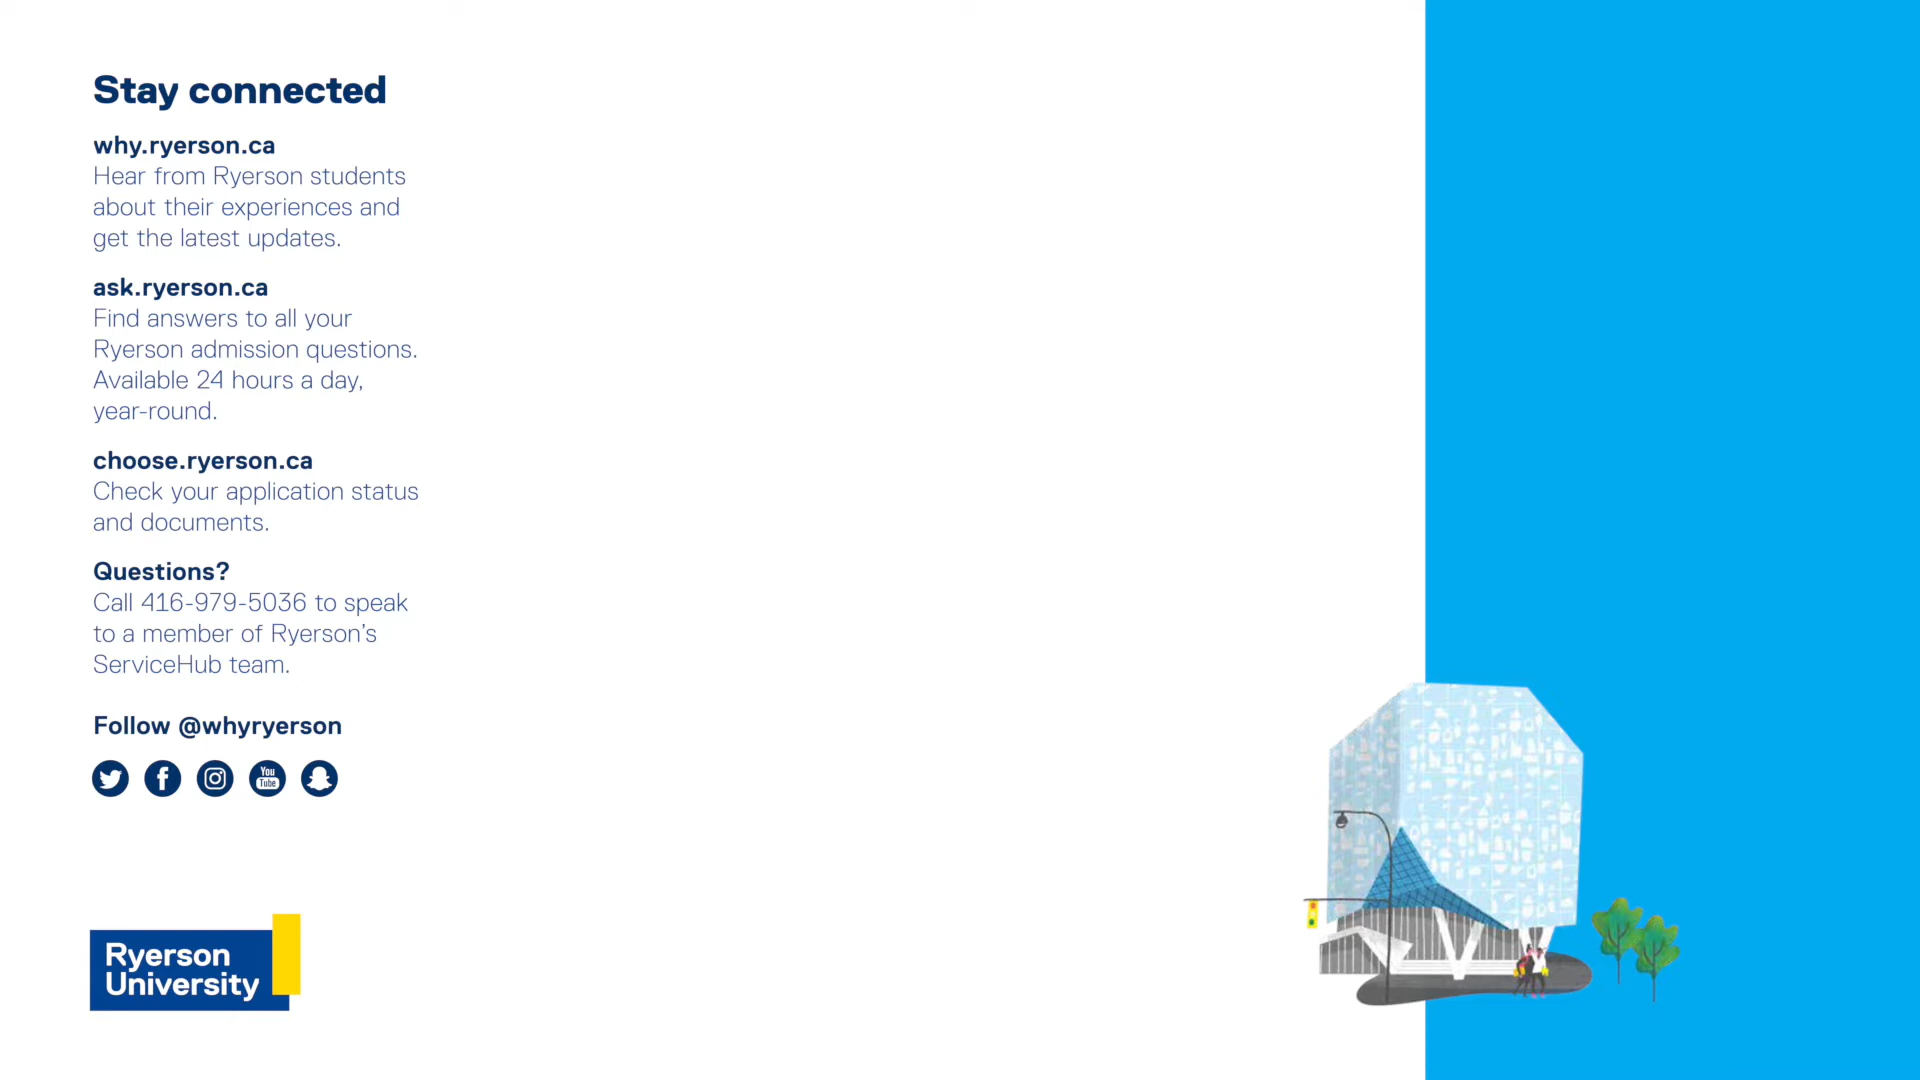 Stay connected
why.ryerson.ca
Hear from Ryerson students
about their experiences and
get the latest updates.
ask.ryerson.ca
Find answers to all your
Ryerson admission questions.
Available 24 hours a day,
year-round.
choose.ryerson.ca
Check your application status
and documents.
Questions?
Call 416-979-5036 to speak
to a member of Ryerson’s
ServiceHub team.
Follow @whyryerson
You
Tube
Ryerson
University